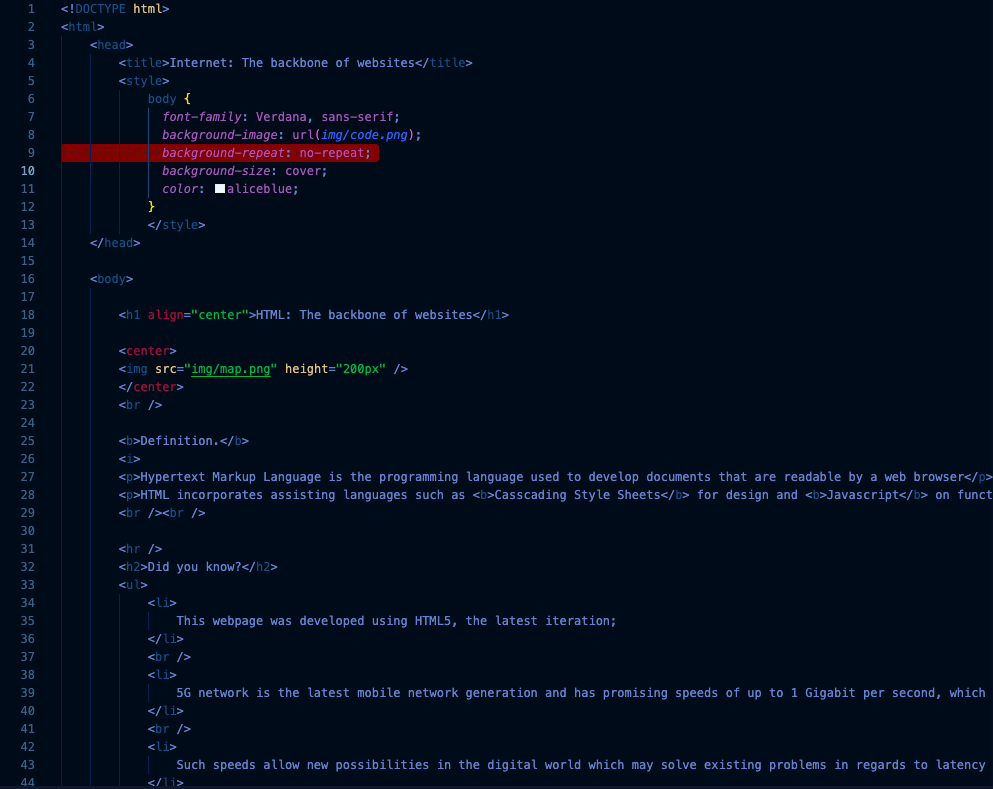 1 <!DOCTYPE html>
2 <html>
3 <head>
4 <title>Internet: The backbone of websites</title>
5 <style>
6 body {
7 font-family: Verdana, sans-serif;
8 background-image: url(img/code.png);
9 background-repeat: no-repeat;
10 background-size: cover;
11 color: aliceblue;
12 }
13 </style>
14 </head>
15
16 <body>
17
18 <h1 align="center">HTML: The backbone of websites</h1>
19
20 <center>
21 <img src="img/map.png" height="200px" />
22 </center>
23 <br />
24
25 <b>Definition.</b>
26 <i>
27 <p>Hypertext Markup Language is the programming language used to develop documents that are readable by a web browser</p>
28 <p>HTML incorporates assisting languages such as <b>Casscading Style Sheets</b> for design and <b>Javascript</b> on funct
29 <br /><br />
30
31 <hr />
32 <h2>Did you know?</h2>
33 <ul>
34 <li>
35 This webpage was developed using HTML5, the latest iteration;
36 </li>
37 <br />
38 <li>
39 5G network is the latest mobile network generation and has promising speeds of up to 1 Gigabit per second, which
40 </li>
41 <br />
42 <li>
43 Such speeds allow new possibilities in the digital world which may solve existing problems in regards to latency
44 </li>